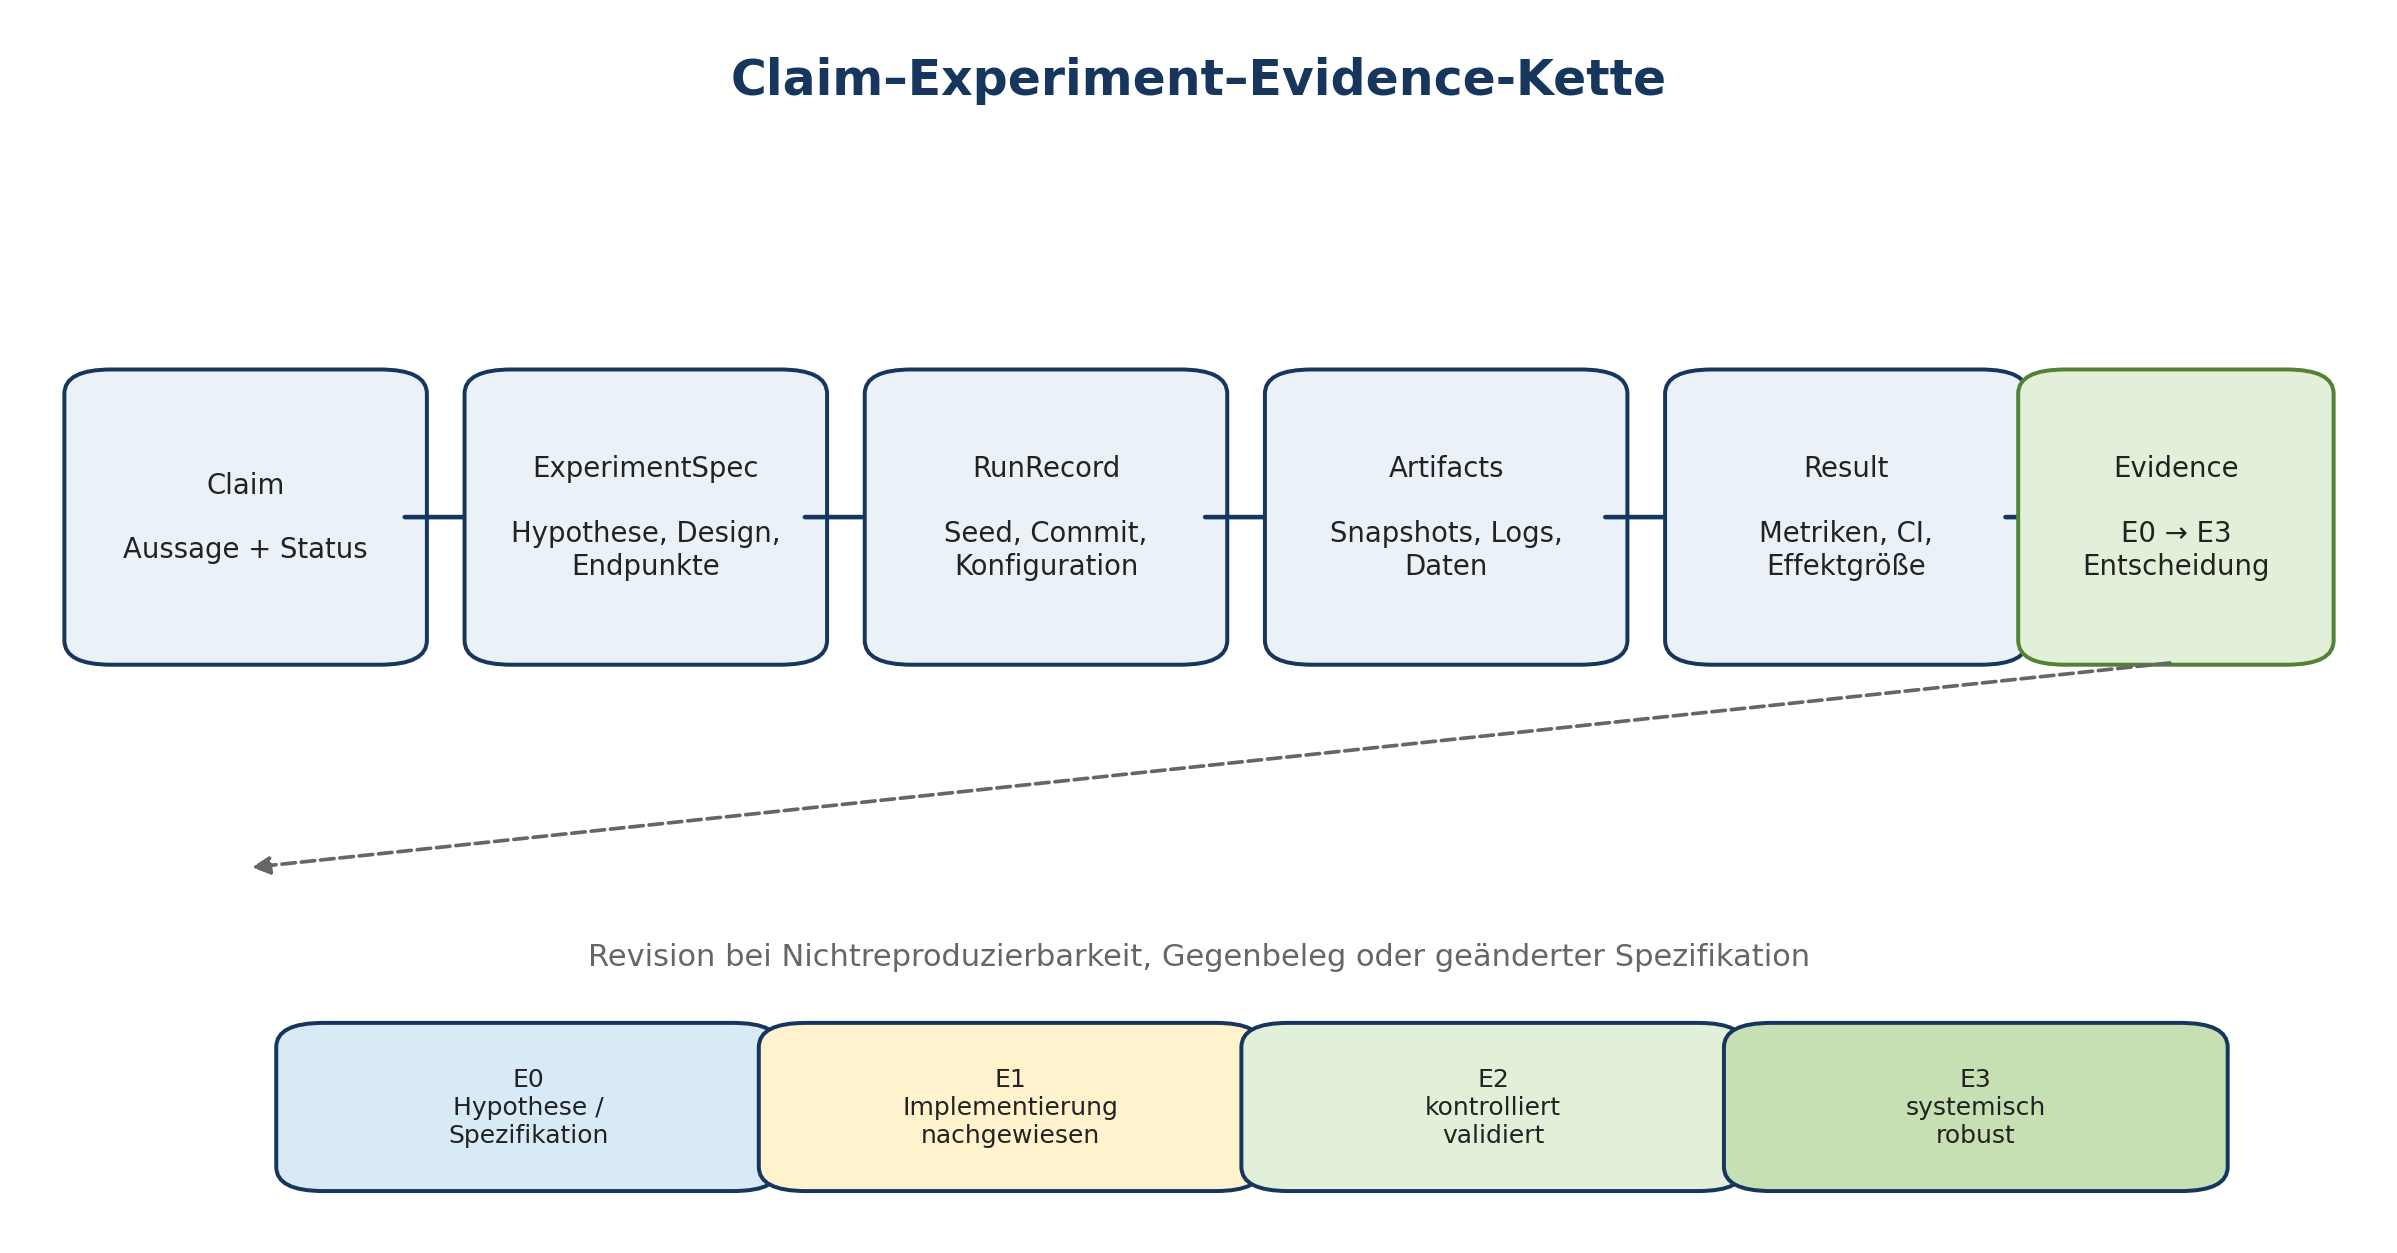 Claim–Experiment–Evidence-Kette
Claim
Aussage + Status
ExperimentSpec
Hypothese, Design,
Endpunkte
RunRecord
Seed, Commit,
Konfiguration
Artifacts
Snapshots, Logs,
Daten
Result
Metriken, CI,
Effektgröße
Evidence
E0 → E3
Entscheidung
Revision bei Nichtreproduzierbarkeit, Gegenbeleg oder geänderter Spezifikation
E0
Hypothese /
Spezifikation
E1
Implementierung
nachgewiesen
E2
kontrolliert
validiert
E3
systemisch
robust